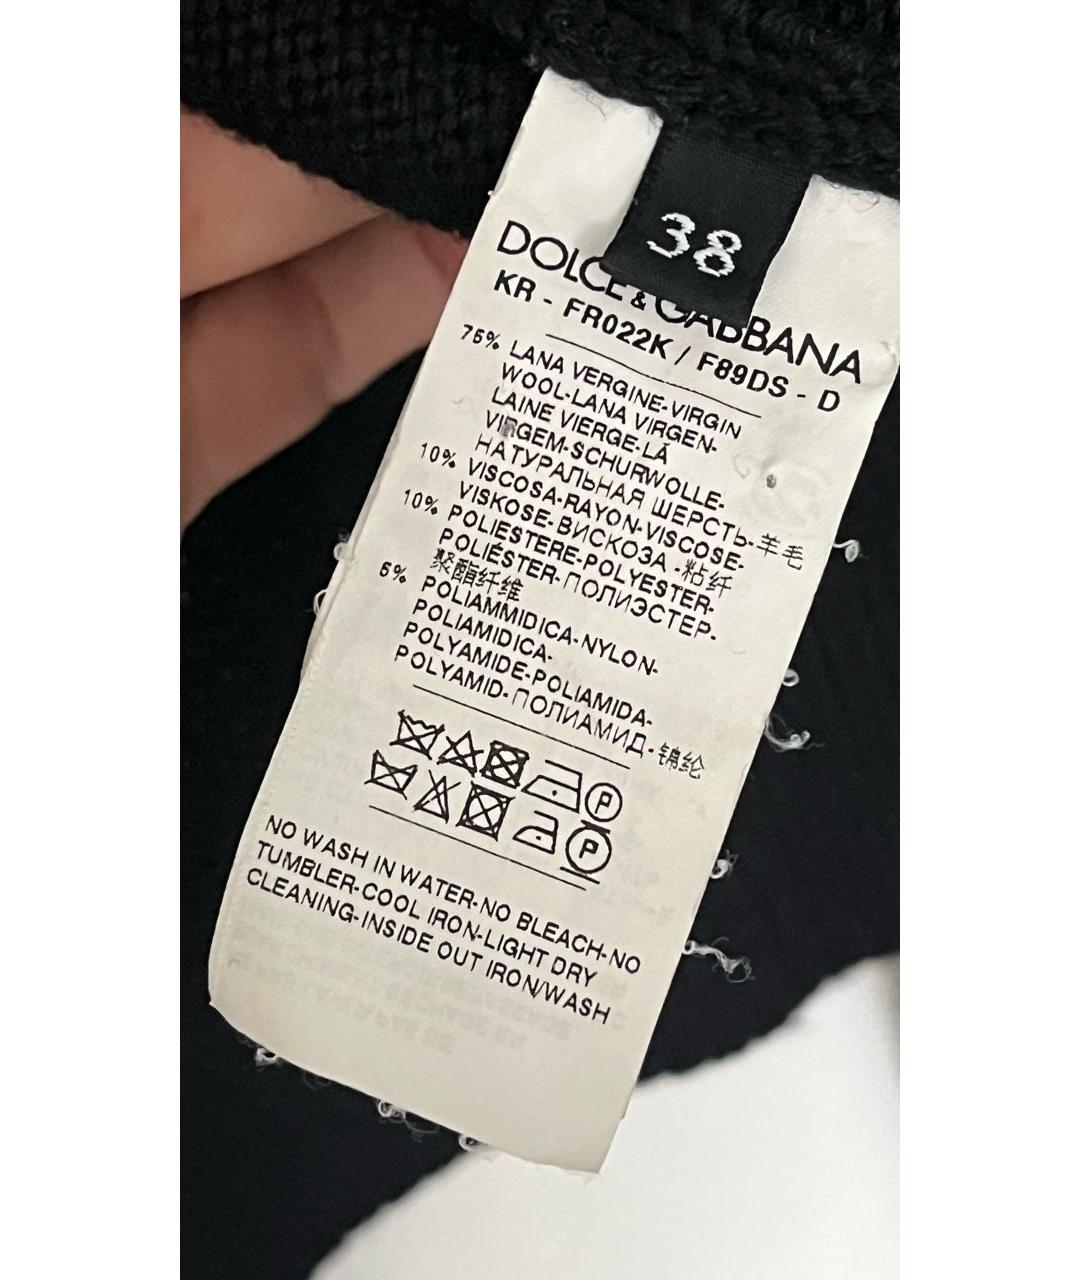 38
DOLCE & GABBANA
KR - FR022K / F89DS - D
75% LANA VERGINE-VIRGIN
WOOL-LANA VIRGEN-
LAINE VIERGE-LÃ
VIRGEM-SCHURWOLLE-
НАТУРАЛЬНАЯ ШЕРСТЬ-羊毛
10% VISCOSA-RAYON-VISCOSE-
VISKOSE-ВИСКОЗА-粘纤
10% POLIESTERE-POLYESTER-
POLIÉSTER-ПОЛИЭСТЕР-
聚酯纤维
5% POLIAMMIDICA-NYLON-
POLIAMIDICA-
POLYAMIDE-POLIAMIDA-
POLYAMID-ПОЛИАМИД-锦纶
P
P
NO WASH IN WATER-NO BLEACH-NO
TUMBLER-COOL IRON-LIGHT DRY
CLEANING-INSIDE OUT IRON/WASH